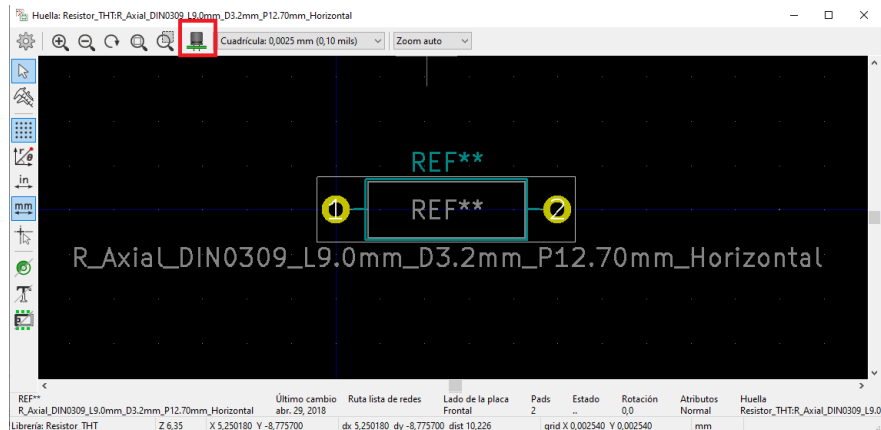 Huella: Resistor_THT:R_Axial_DIN0309_L9.0mm_D3.2mm_P12.70mm_Horizontal
Cuadrícula: 0,0025 mm (0,10 mils)
Zoom auto
in
mm
REF**
1 REF** 2
R_Axial_DIN0309_L9.0mm_D3.2mm_P12.70mm_Horizontal
REF** Último cambio Ruta lista de redes Lado de la placa Pads Estado Rotación Atributos Huella
R_Axial_DIN0309_L9.0mm_D3.2mm_P12.70mm_Horizontal abr. 29, 2018 Frontal 2 .. 0,0 Normal Resistor_THT:R_Axial_DIN0309_L9.0
Librería: Resistor_THT Z 6,35 X 5,250180 Y -8,775700 dx 5,250180 dy -8,775700 dist 10,226 grid X 0,002540 Y 0,002540 mm